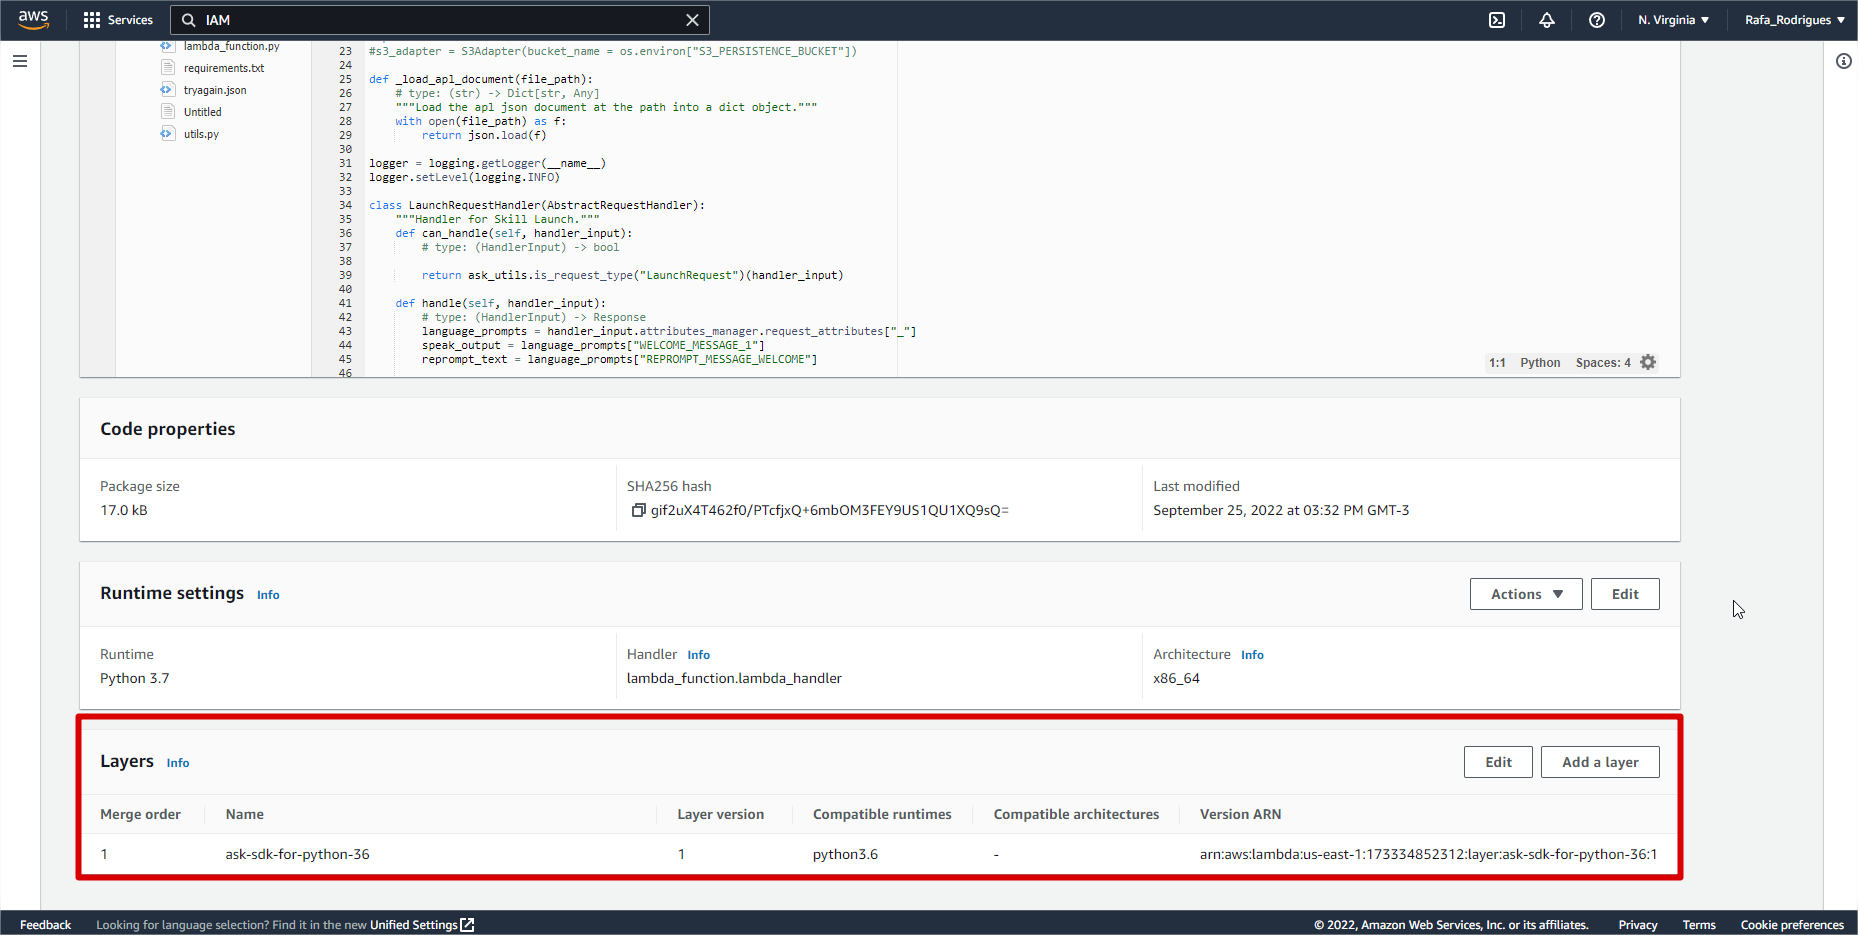 aws
Services
IAM
N. Virginia
Rafa_Rodrigues
lambda_function.py
requirements.txt
tryagain.json
Untitled
utils.py
23 #s3_adapter = S3Adapter(bucket_name = os.environ["S3_PERSISTENCE_BUCKET"])
24
25 def _load_apl_document(file_path):
26     # type: (str) -> Dict[str, Any]
27     """Load the apl json document at the path into a dict object."""
28     with open(file_path) as f:
29         return json.load(f)
30
31 logger = logging.getLogger(__name__)
32 logger.setLevel(logging.INFO)
33
34 class LaunchRequestHandler(AbstractRequestHandler):
35     """Handler for Skill Launch."""
36     def can_handle(self, handler_input):
37         # type: (HandlerInput) -> bool
38
39         return ask_utils.is_request_type("LaunchRequest")(handler_input)
40
41     def handle(self, handler_input):
42         # type: (HandlerInput) -> Response
43         language_prompts = handler_input.attributes_manager.request_attributes["_"]
44         speak_output = language_prompts["WELCOME_MESSAGE_1"]
45         reprompt_text = language_prompts["REPROMPT_MESSAGE_WELCOME"]
46
1:1 Python Spaces: 4
Code properties
Package size
17.0 kB
SHA256 hash
gif2uX4T462f0/PTcfjxQ+6mbOM3FEY9US1QU1XQ9sQ=
Last modified
September 25, 2022 at 03:32 PM GMT-3
Runtime settings Info
Actions
Edit
Runtime
Python 3.7
Handler Info
lambda_function.lambda_handler
Architecture Info
x86_64
Layers Info
Edit
Add a layer
Merge order Name Layer version Compatible runtimes Compatible architectures Version ARN
1 ask-sdk-for-python-36 1 python3.6 - arn:aws:lambda:us-east-1:173334852312:layer:ask-sdk-for-python-36:1
Feedback Looking for language selection? Find it in the new Unified Settings © 2022, Amazon Web Services, Inc. or its affiliates. Privacy Terms Cookie preferences